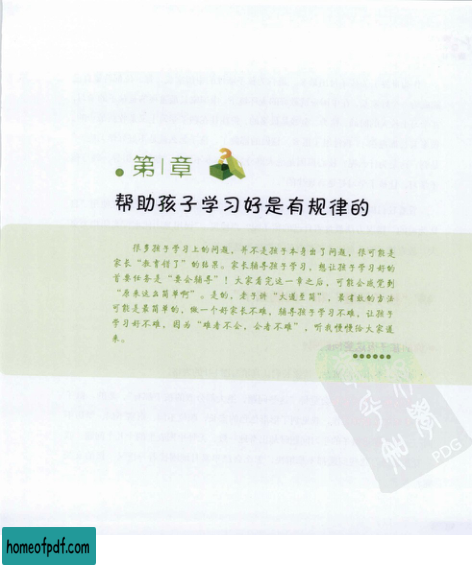 第1章
帮助孩子学习好是有规律的
很多孩子学习上的问题，并不是孩子本身出了问题，很可能是
家长“教育错了”的结果。家长辅导孩子学习，想让孩子学习好的
首要任务是“要会辅导”！大家看完这一章之后，可能会感觉到
“原来这么简单啊”。是的，老子讲“大道至简”，最有效的方法
可能是最简单的，做一个好家长不难，辅导孩子学习不难，让孩子
学习好不难，因为“难者不会，会者不难”，听我慢慢给大家道
来。
PDG
homeofpdf.com